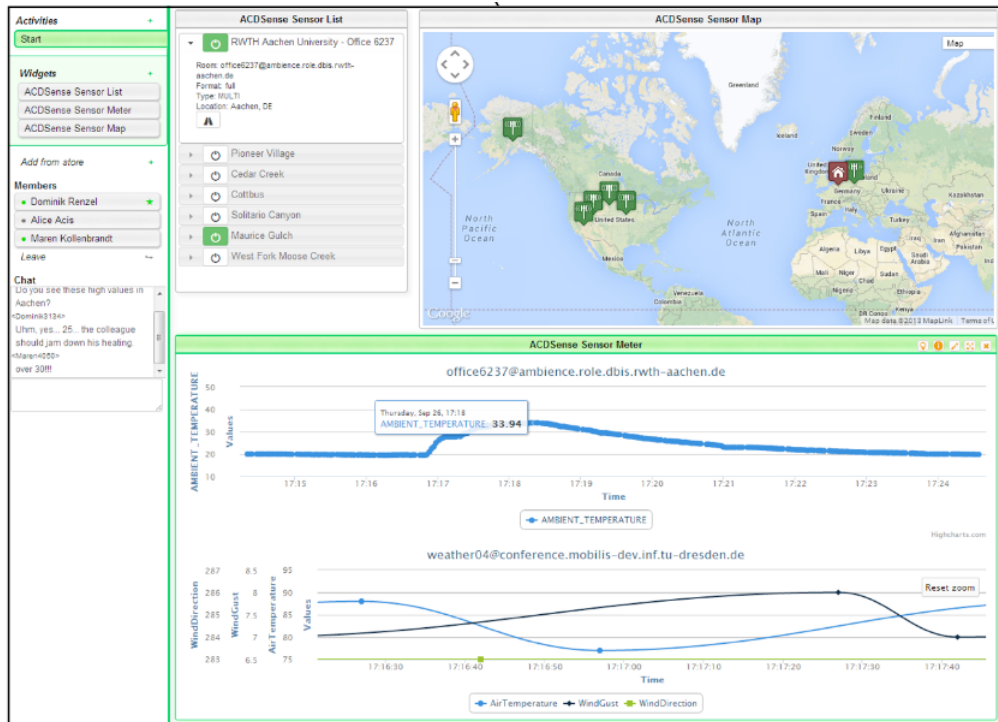 Activities +
Start
Widgets +
ACDSense Sensor List
ACDSense Sensor Meter
ACDSense Sensor Map
Add from store +
Members
Dominik Renzel
Alice Acis
Maren Kollenbrandt
Leave
Chat
Do you see these high values in
Aachen?
<Dominik3134>
Uhm, yes... 25... the colleague
should jam down his heating.
<Maren4050>
over 30!!!
ACDSense Sensor List
RWTH Aachen University - Office 6237
Room: office6237@ambience.role.dbis.rwth-
aachen.de
Format: full
Type: MULTI
Location: Aachen, DE
Pioneer Village
Cedar Creek
Cottbus
Solitario Canyon
Maurice Gulch
West Fork Moose Creek
ACDSense Sensor Map
Map
Greenland
Iceland
Finland
Sweden
Norway
United
Kingdom
Germany
Ukraine
Kazakhstan
France
Italy
Spain
Turkey
Afghanistan
Iraq
Iran
Pakistan
Algeria
Libya
Egypt
Saudi
Arabia
Mali
Niger
Sudan
Chad
Nigeria
Ethiopia
Kenya
DR Congo
Angola
Canada
United States
Mexico
Venezuela
Colombia
North
Pacific
Ocean
North
Atlantic
Ocean
Google
Map data ©2013 MapLink
Terms of U
ACDSense Sensor Meter
office6237@ambience.role.dbis.rwth-aachen.de
AMBIENT_TEMPERATURE
Values
50
40
30
20
10
Thursday, Sep 26, 17:18
AMBIENT_TEMPERATURE: 33.94
17:15 17:16 17:17 17:18 17:19 17:20 17:21 17:22 17:23 17:24
Time
AMBIENT_TEMPERATURE
Highcharts.com
weather04@conference.mobilis-dev.inf.tu-dresden.de
WindDirection
WindGust
AirTemperature
Values
287 8.5 95
286 8 90
285 7.5 85
284 7 80
283 6.5 75
Reset zoom
17:16:30 17:16:40 17:16:50 17:17:00 17:17:10 17:17:20 17:17:30 17:17:40
Time
AirTemperature WindGust WindDirection